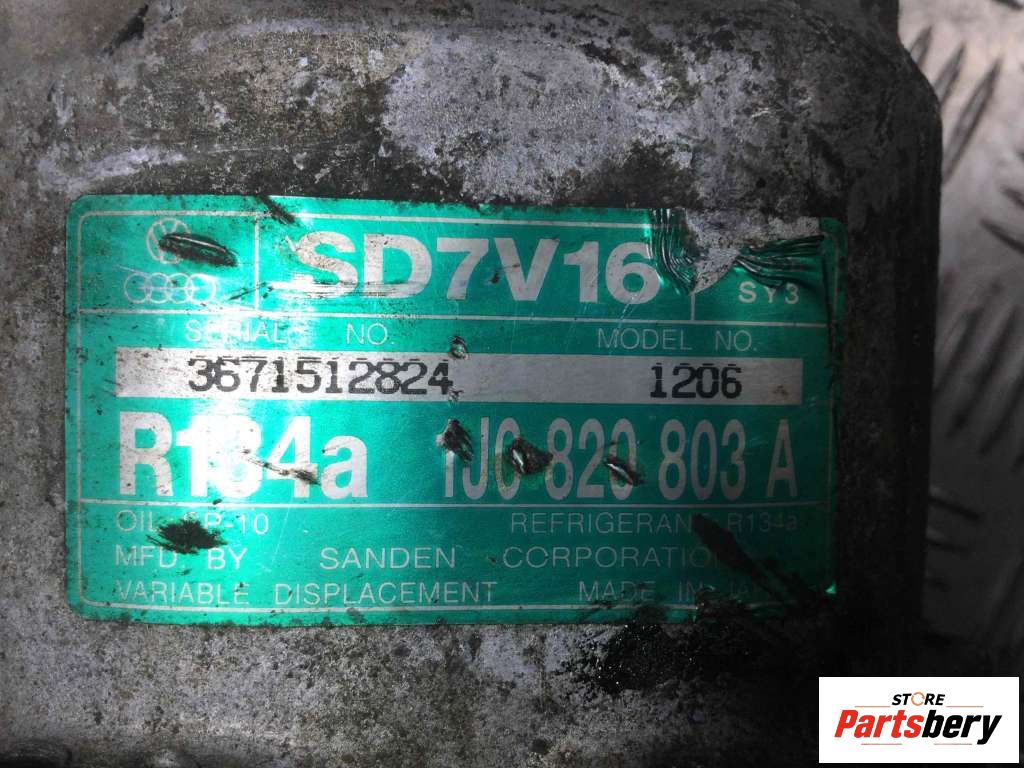 SD7V16
SY3
SERIAL NO. MODEL NO.
3671512824 1206
R134a 1J0 820 803 A
OIL SP-10 REFRIGERANT R134a
MFD BY SANDEN CORPORATION
VARIABLE DISPLACEMENT MADE IN
STORE
Partsbery